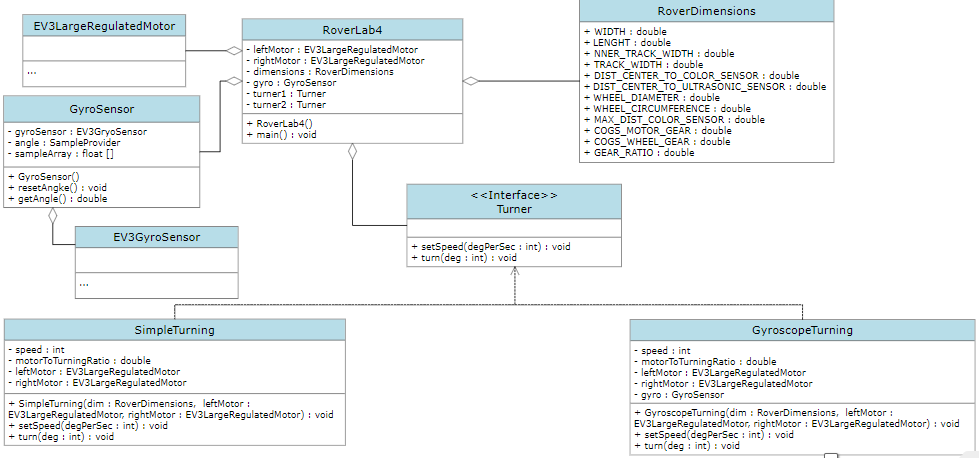 EV3LargeRegulatedMotor
...
RoverLab4
- leftMotor : EV3LargeRegulatedMotor
- rightMotor : EV3LargeRegulatedMotor
- dimensions : RoverDimensions
- gyro : GyroSensor
- turner1 : Turner
- turner2 : Turner
+ RoverLab4()
+ main() : void
RoverDimensions
+ WIDTH : double
+ LENGHT : double
+ NNER_TRACK_WIDTH : double
+ TRACK_WIDTH : double
+ DIST_CENTER_TO_COLOR_SENSOR : double
+ DIST_CENTER_TO_ULTRASONIC_SENSOR : double
+ WHEEL_DIAMETER : double
+ WHEEL_CIRCUMFERENCE : double
+ MAX_DIST_COLOR_SENSOR : double
+ COGS_MOTOR_GEAR : double
+ COGS_WHEEL_GEAR : double
+ GEAR_RATIO : double
GyroSensor
- gyroSensor : EV3GryoSensor
- angle : SampleProvider
- sampleArray : float []
+ GyroSensor()
+ resetAngke() : void
+ getAngle() : double
EV3GyroSensor
...
<<Interface>>
Turner
+ setSpeed(degPerSec : int) : void
+ turn(deg : int) : void
SimpleTurning
- speed : int
- motorToTurningRatio : double
- leftMotor : EV3LargeRegulatedMotor
- rightMotor : EV3LargeRegulatedMotor
+ SimpleTurning(dim : RoverDimensions, leftMotor :
EV3LargeRegulatedMotor, rightMotor : EV3LargeRegulatedMotor) : void
+ setSpeed(degPerSec : int) : void
+ turn(deg : int) : void
GyroscopeTurning
- speed : int
- motorToTurningRatio : double
- leftMotor : EV3LargeRegulatedMotor
- rightMotor : EV3LargeRegulatedMotor
- gyro : GyroSensor
+ GyroscopeTurning(dim : RoverDimensions, leftMotor :
EV3LargeRegulatedMotor, rightMotor : EV3LargeRegulatedMotor) : void
+ setSpeed(degPerSec : int) : void
+ turn(deg : int) : void